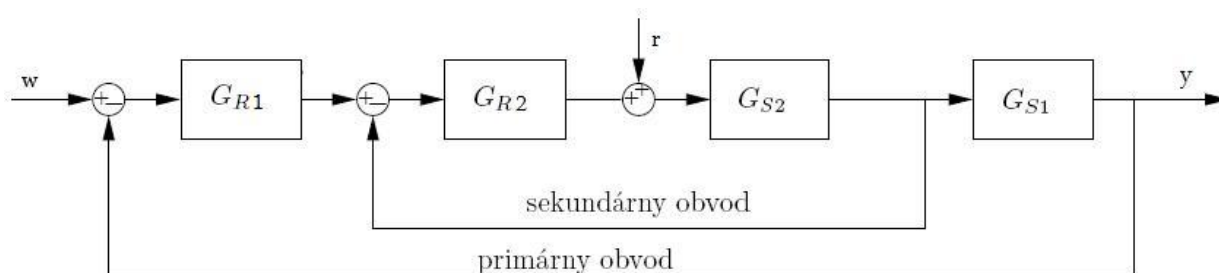 r
w
y
+
−
G_{R1}
+
−
G_{R2}
+
+
G_{S2}
G_{S1}
sekundárny obvod
primárny obvod